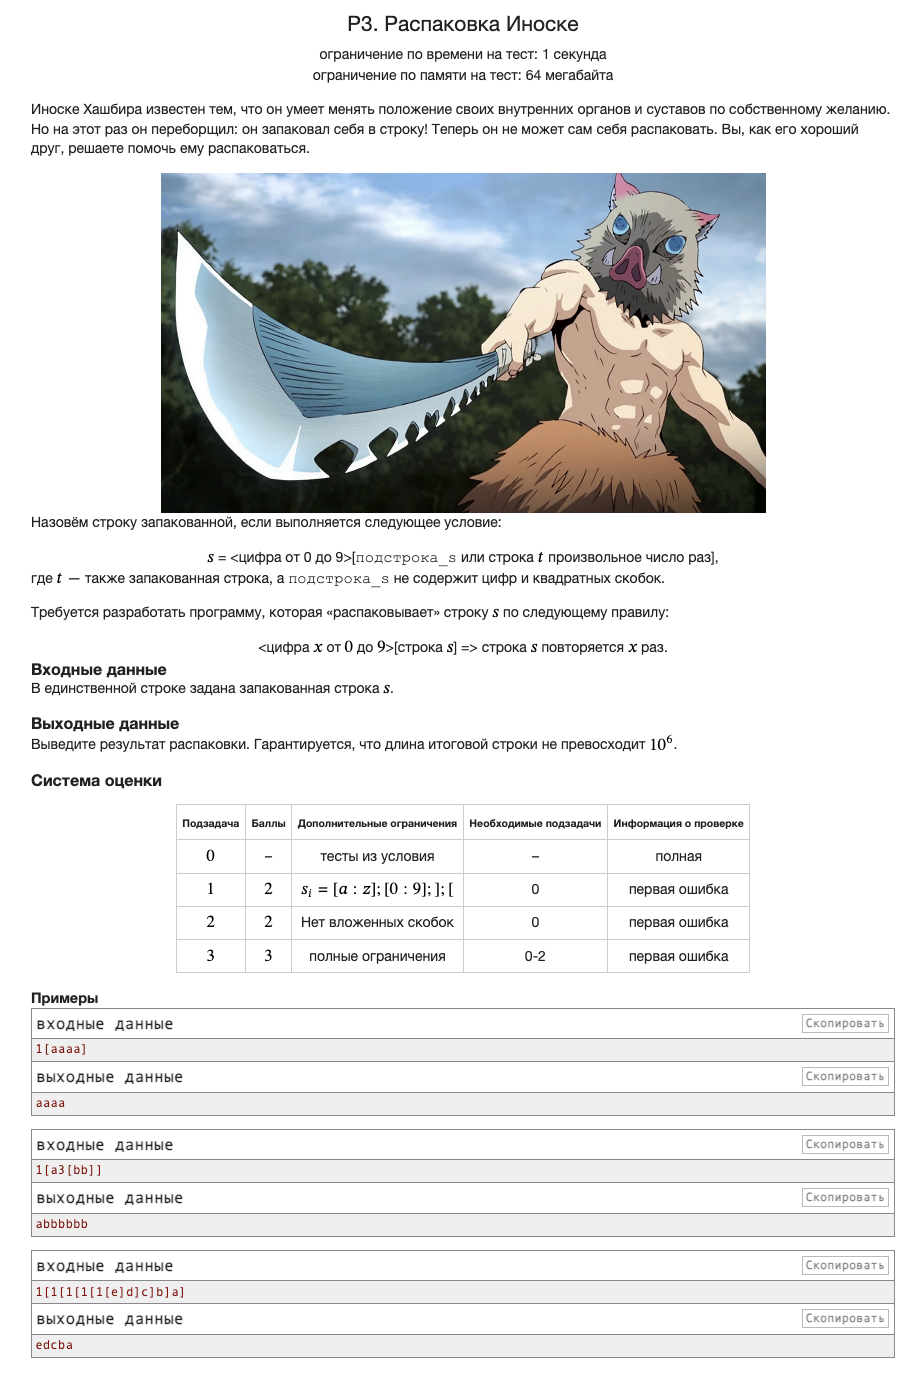 P3. Распаковка Иноске
ограничение по времени на тест: 1 секунда
ограничение по памяти на тест: 64 мегабайта
Иноске Хашбира известен тем, что он умеет менять положение своих внутренних органов и суставов по собственному желанию.
Но на этот раз он переборщил: он запаковал себя в строку! Теперь он не может сам себя распаковать. Вы, как его хороший
друг, решаете помочь ему распаковаться.
Назовём строку запакованной, если выполняется следующее условие:
s = <цифра от 0 до 9>[подстрока_s или строка t произвольное число раз],
где t — также запакованная строка, а подстрока_s не содержит цифр и квадратных скобок.
Требуется разработать программу, которая «распаковывает» строку s по следующему правилу:
<цифра x от 0 до 9>[строка s] => строка s повторяется x раз.
Входные данные
В единственной строке задана запакованная строка s.
Выходные данные
Выведите результат распаковки. Гарантируется, что длина итоговой строки не превосходит 10⁶.
Система оценки
Подзадача Баллы Дополнительные ограничения Необходимые подзадачи Информация о проверке
0 – тесты из условия – полная
1 2 sᵢ = [a : z]; [0 : 9]; ]; [ 0 первая ошибка
2 2 Нет вложенных скобок 0 первая ошибка
3 3 полные ограничения 0-2 первая ошибка
Примеры
входные данные Скопировать
1[aaaa]
выходные данные Скопировать
aaaa
входные данные Скопировать
1[a3[bb]]
выходные данные Скопировать
abbbbbb
входные данные Скопировать
1[1[1[1[1[e]d]c]b]a]
выходные данные Скопировать
edcba